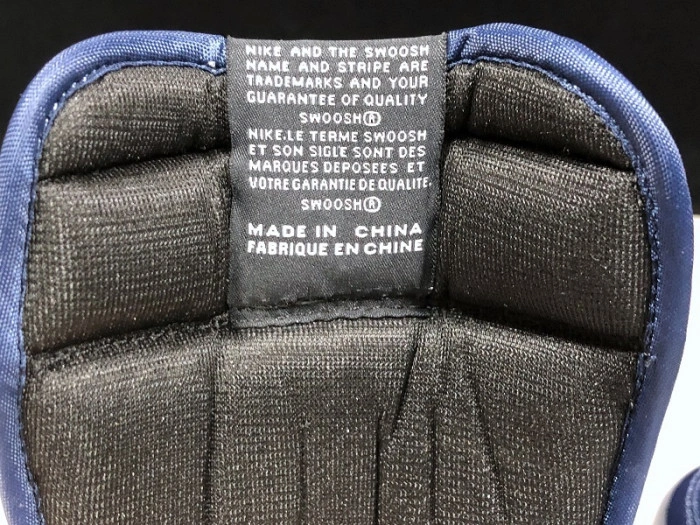 NIKE AND THE SWOOSH
NAME AND STRIPE ARE
TRADEMARKS AND YOUR
GUARANTEE OF QUALITY
SWOOSH®
NIKE.LE TERME SWOOSH
ET SON SIGLE SONT DES
MARQUES DEPOSEES ET
VOTRE GARANTIE DE QUALITE.
SWOOSH®
MADE IN CHINA
FABRIQUE EN CHINE